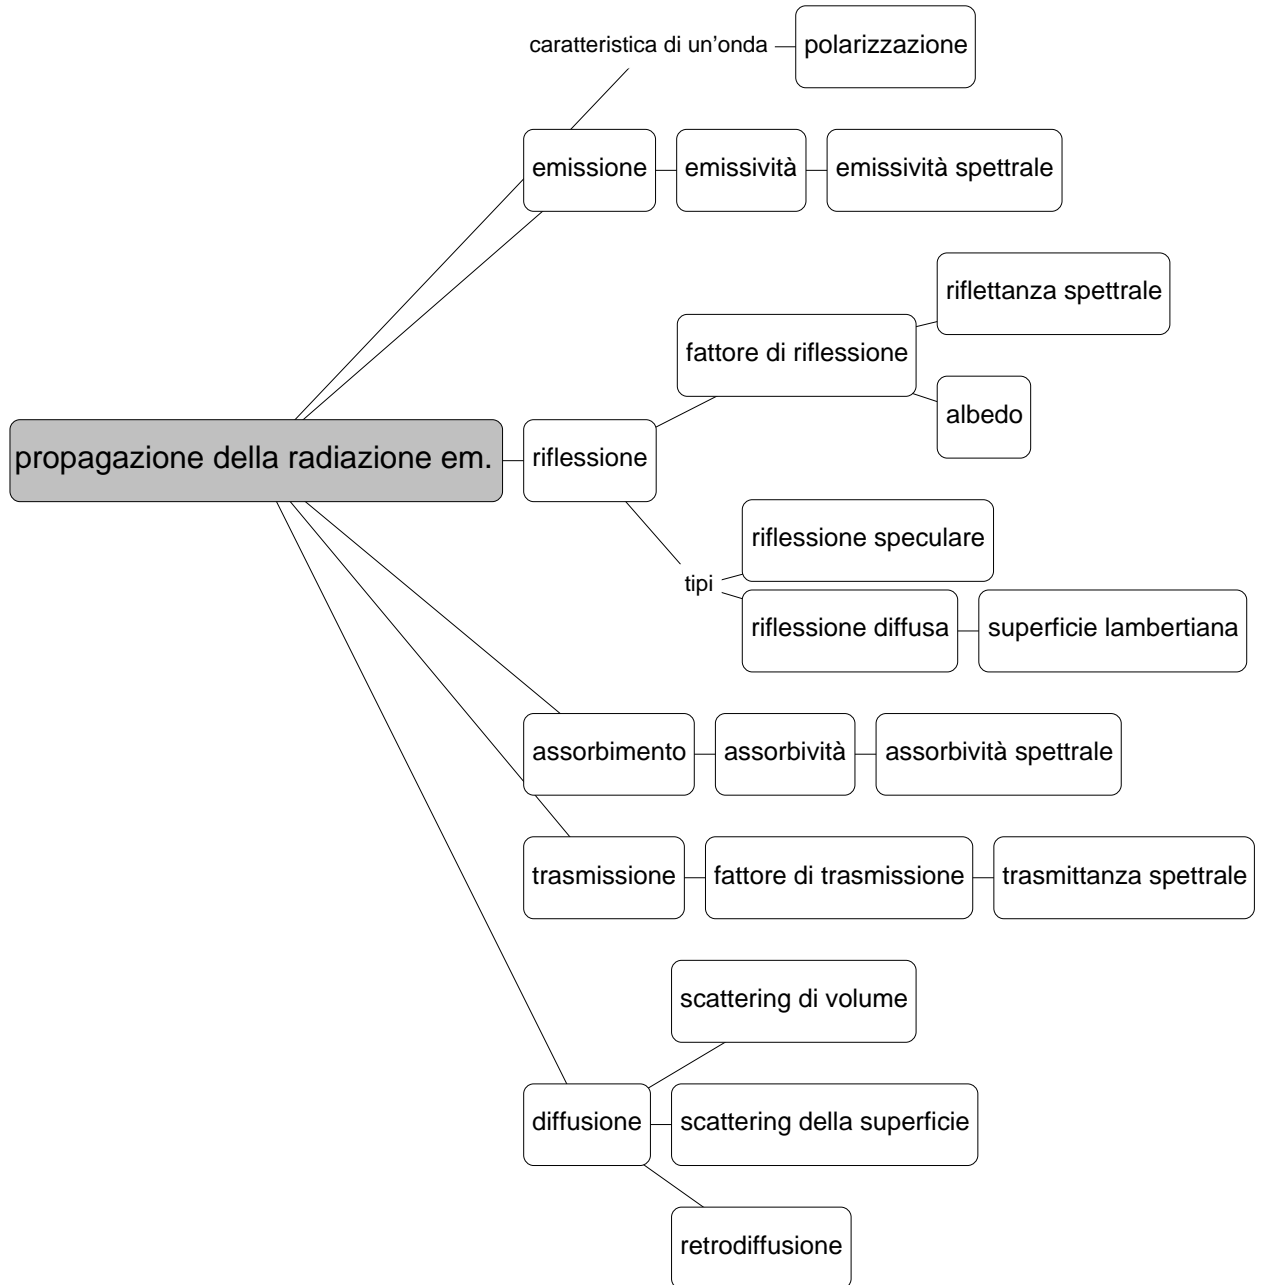 caratteristica di un'onda
polarizzazione
emissione
emissività
emissività spettrale
riflettanza spettrale
fattore di riflessione
albedo
propagazione della radiazione em.
riflessione
riflessione speculare
tipi
riflessione diffusa
superficie lambertiana
assorbimento
assorbività
assorbività spettrale
trasmissione
fattore di trasmissione
trasmittanza spettrale
scattering di volume
diffusione
scattering della superficie
retrodiffusione